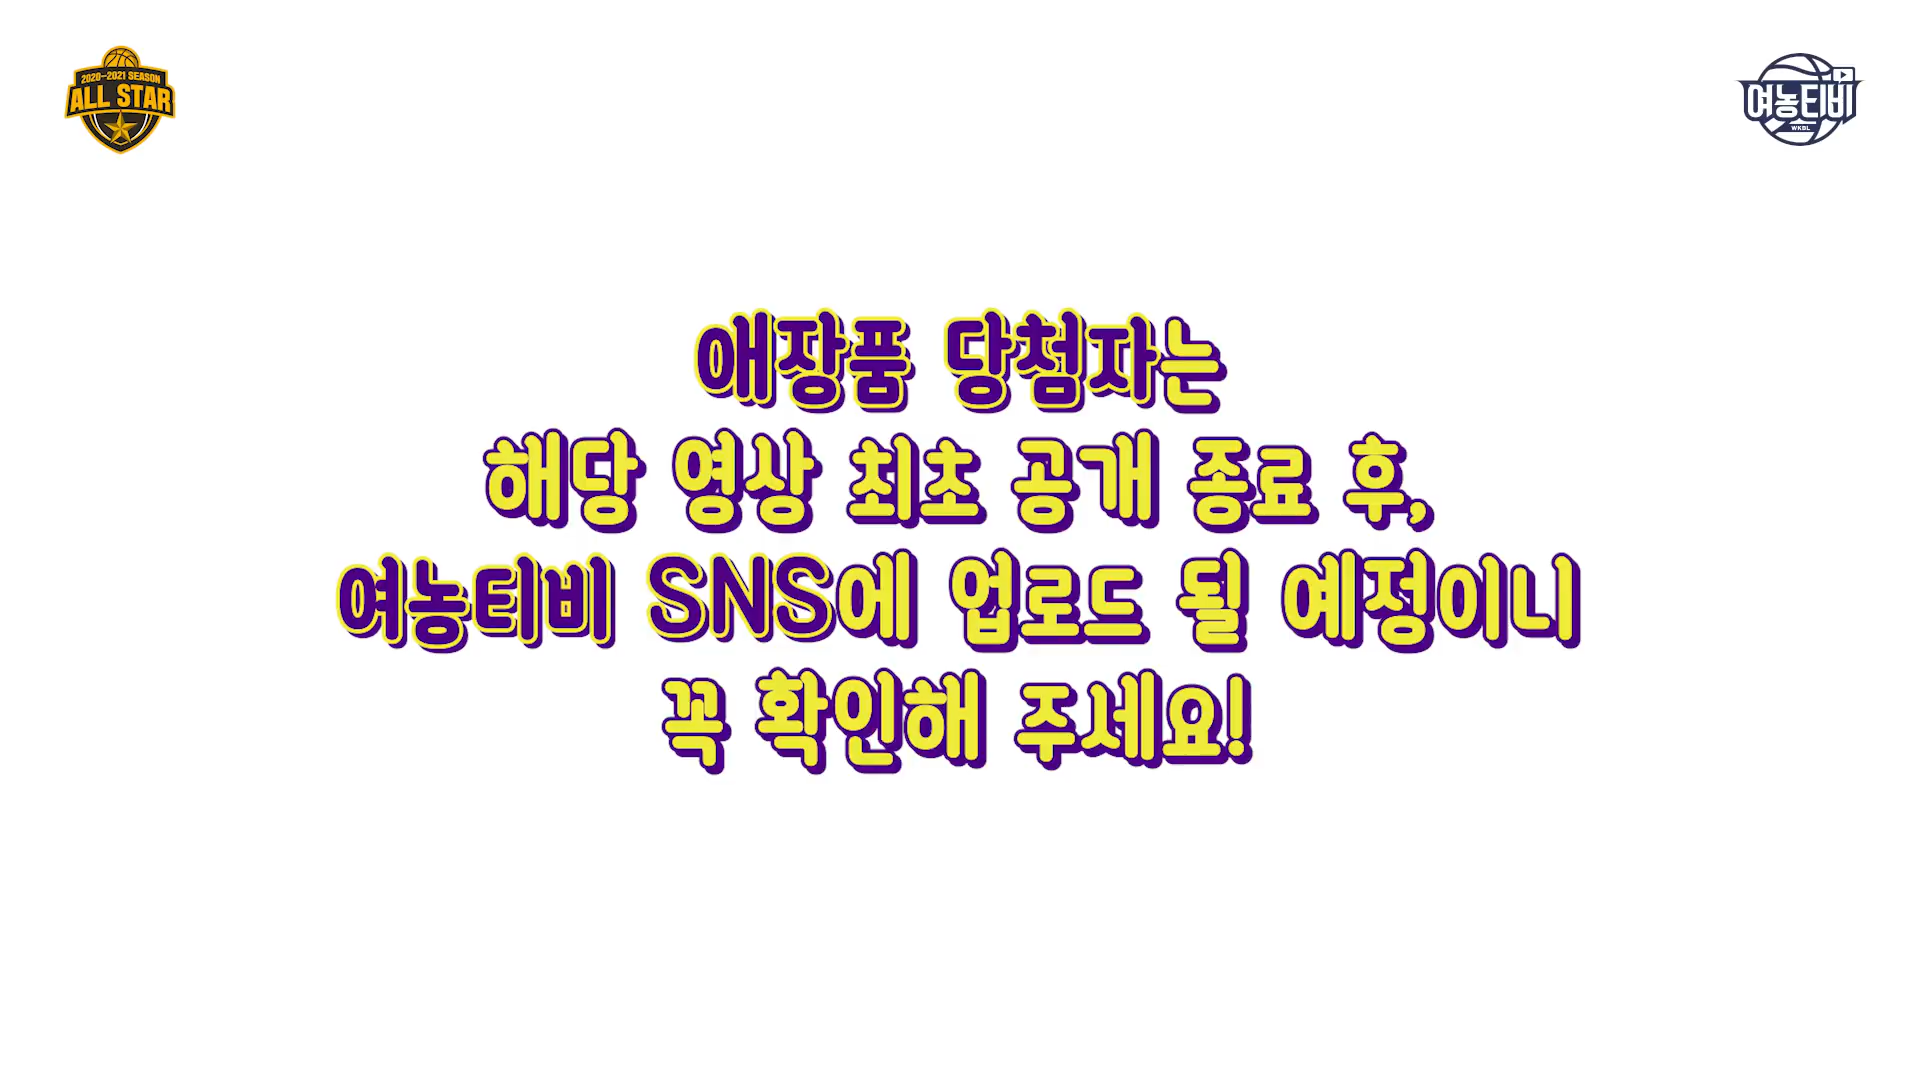 2020-2021 SEASON
ALL STAR
여농티비
WKBL
애장품 당첨자는
해당 영상 최초 공개 종료 후,
여농티비 SNS에 업로드 될 예정이니
꼭 확인해 주세요!